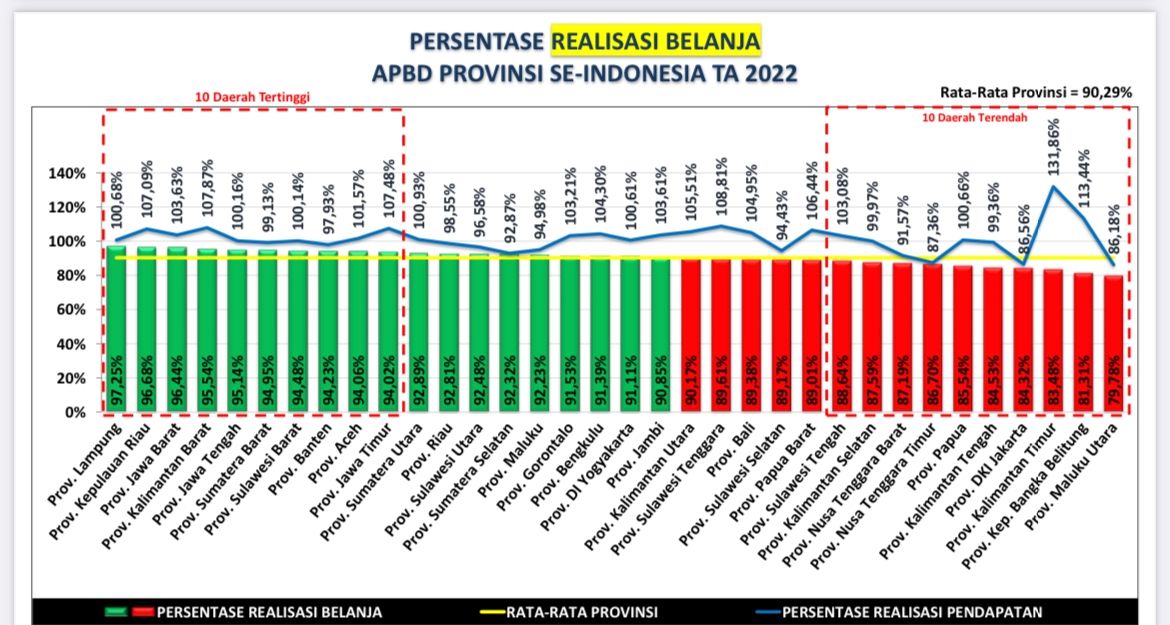 PERSENTASE REALISASI BELANJA
APBD PROVINSI SE-INDONESIA TA 2022
Rata-Rata Provinsi = 90,29%
10 Daerah Tertinggi
10 Daerah Terendah
140%
120%
100%
80%
60%
40%
20%
0%
100,68%
107,09%
103,63%
107,87%
100,16%
99,13%
100,14%
97,93%
101,57%
107,48%
100,93%
98,55%
96,58%
92,87%
94,98%
103,21%
104,30%
100,61%
103,61%
105,51%
108,81%
104,95%
94,43%
106,44%
103,08%
99,97%
91,57%
87,36%
100,66%
99,36%
86,56%
131,86%
113,44%
86,18%
97,25%
96,68%
96,44%
95,54%
95,14%
94,95%
94,48%
94,23%
94,06%
94,02%
92,89%
92,81%
92,48%
92,32%
92,23%
91,53%
91,39%
91,11%
90,85%
90,17%
89,61%
89,38%
89,17%
89,01%
88,64%
87,59%
87,19%
86,70%
85,54%
84,53%
84,32%
83,48%
81,31%
79,78%
Prov. Lampung
Prov. Kepulauan Riau
Prov. Jawa Barat
Prov. Kalimantan Barat
Prov. Jawa Tengah
Prov. Sumatera Barat
Prov. Sulawesi Barat
Prov. Banten
Prov. Aceh
Prov. Jawa Timur
Prov. Sumatera Utara
Prov. Riau
Prov. Sulawesi Utara
Prov. Sumatera Selatan
Prov. Maluku
Prov. Gorontalo
Prov. Bengkulu
Prov. DI Yogyakarta
Prov. Jambi
Prov. Kalimantan Utara
Prov. Sulawesi Tenggara
Prov. Bali
Prov. Sulawesi Selatan
Prov. Papua Barat
Prov. Sulawesi Tengah
Prov. Kalimantan Selatan
Prov. Nusa Tenggara Barat
Prov. Nusa Tenggara Timur
Prov. Papua
Prov. Kalimantan Tengah
Prov. DKI Jakarta
Prov. Kalimantan Timur
Prov. Kep. Bangka Belitung
Prov. Maluku Utara
PERSENTASE REALISASI BELANJA
RATA-RATA PROVINSI
PERSENTASE REALISASI PENDAPATAN